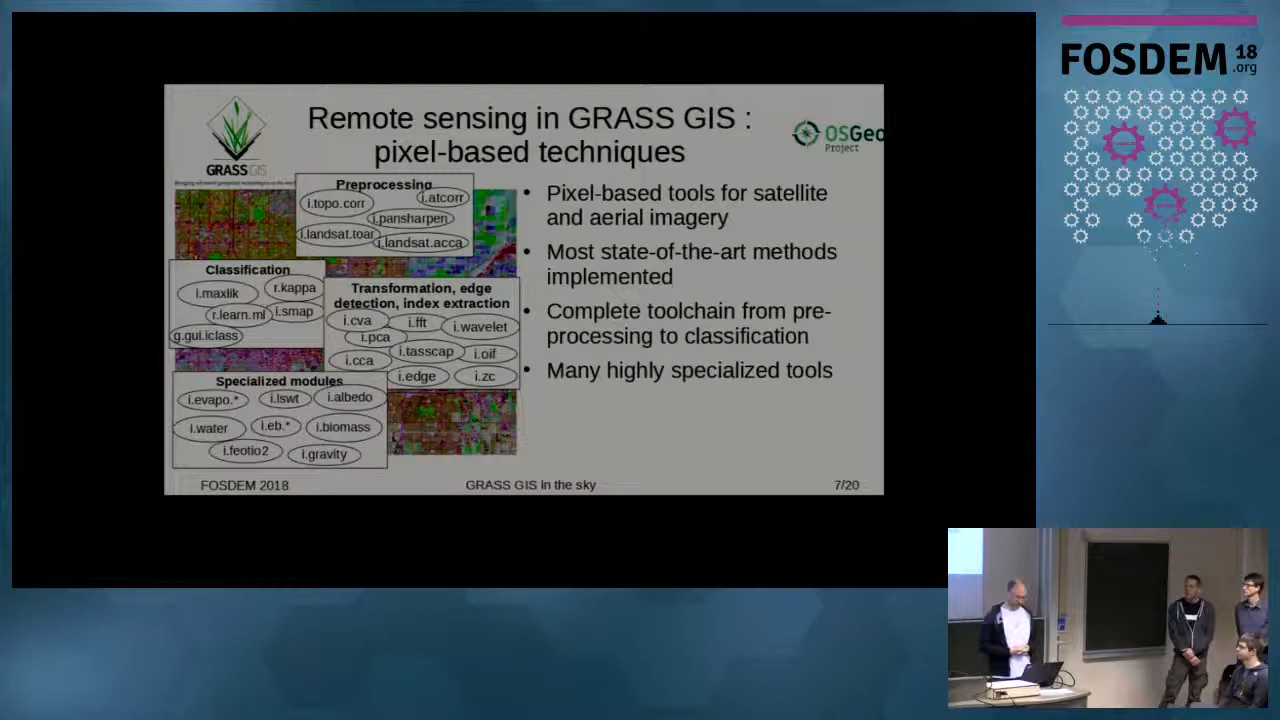 FOSDEM 18
.org
Remote sensing in GRASS GIS :
pixel-based techniques
GRASS GIS
OSGeo
Project
Preprocessing
i.topo.corr
i.atcorr
i.pansharpen
i.landsat.toar
i.landsat.acca
Classification
i.maxlik
r.kappa
r.learn.ml
i.smap
g.gui.iclass
Transformation, edge
detection, index extraction
i.cva
i.fft
i.wavelet
i.pca
i.cca
i.tasscap
i.oif
i.edge
i.zc
Specialized modules
i.evapo.*
i.lswt
i.albedo
i.water
i.eb.*
i.biomass
i.feotio2
i.gravity
• Pixel-based tools for satellite
and aerial imagery
• Most state-of-the-art methods
implemented
• Complete toolchain from pre-
processing to classification
• Many highly specialized tools
FOSDEM 2018
GRASS GIS in the sky
7/20